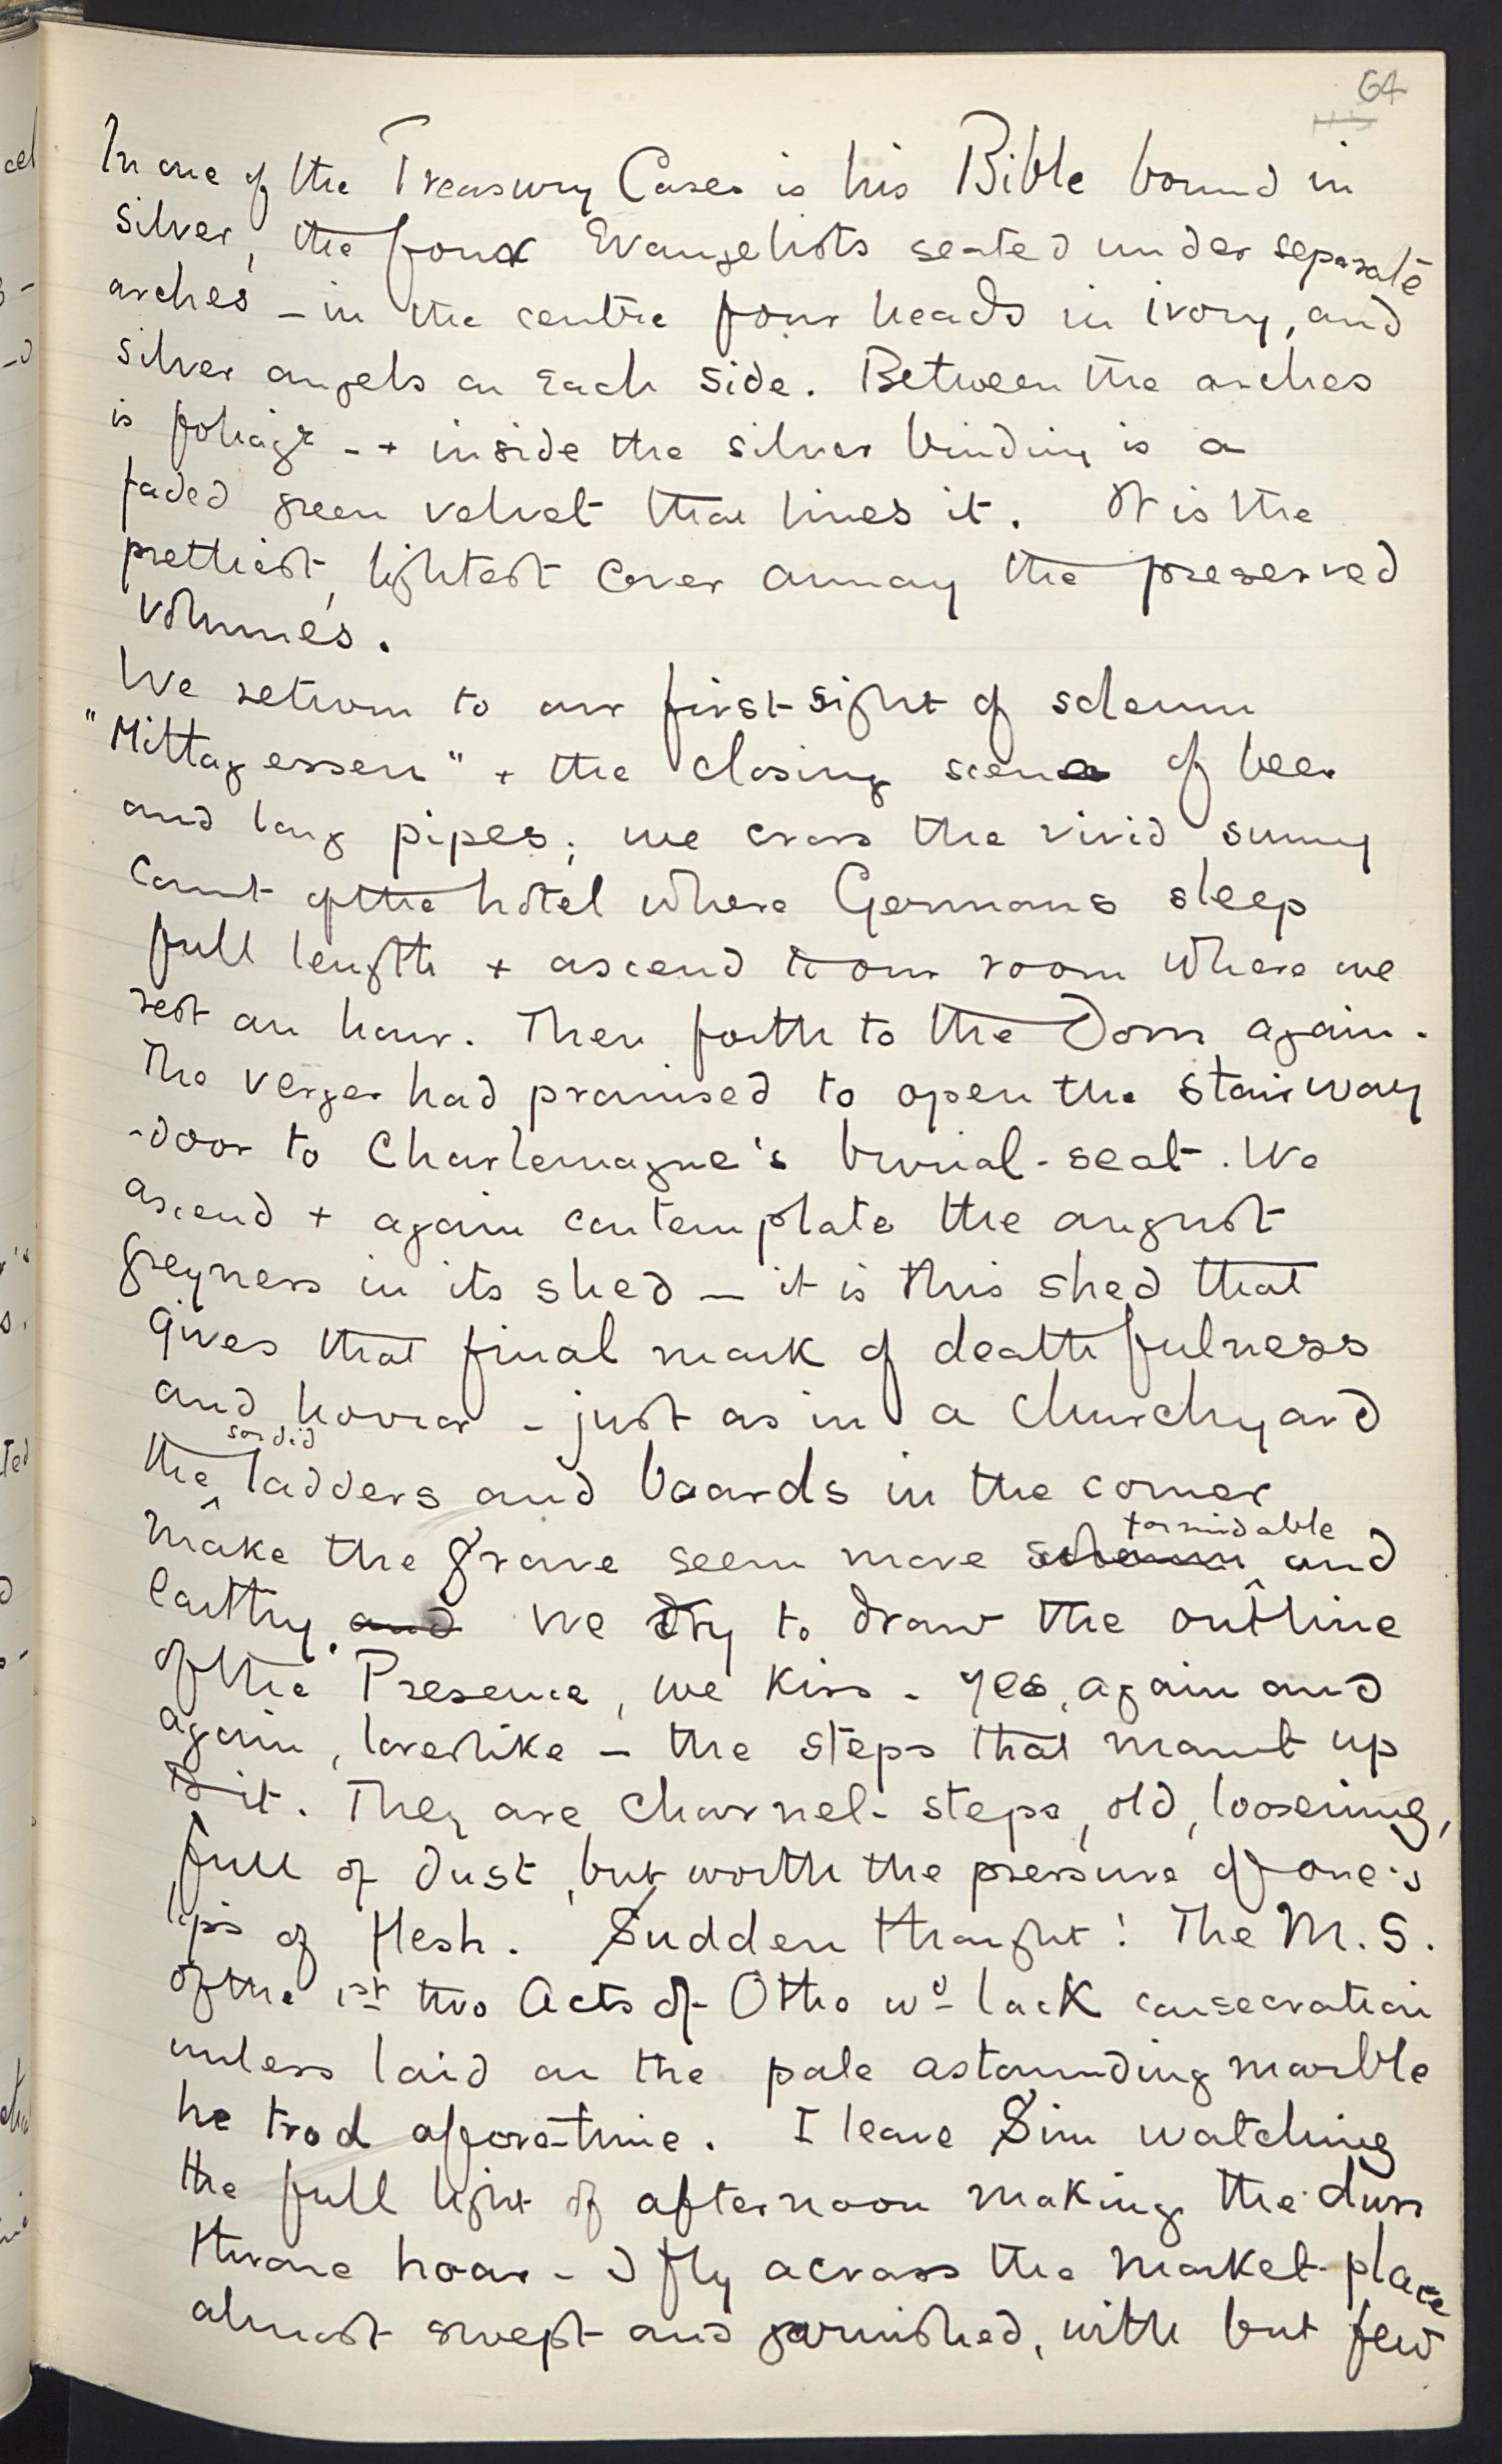 64
In one of the Treasury Cases is his Bible bound in
silver, the four Evangelists seated under separate
arches – in the centre four heads in ivory, and
silver angels on each side. Between the arches
is foliage – + inside the silver binding is a
faded green velvet that lines it. It is the
prettiest, lightest cover among the preserved
volumes.
We return to our first-sight of solemn
"Mittagessen" + the closing scene of beer
and long pipes; we cross the vivid sunny
Court of the hotel where Germans sleep
full length + ascend to our room where we
rest an hour. Then forth to the Dom again.
The verger had promised to open the stairway
-door to Charlemagne's burial-seat. We
ascend + again contemplate the august
greyness in its shed – it is this shed that
gives that final mark of deathfulness
and horror – just as in a churchyard
the sordid ladders and boards in the corner
make the grave seem more solemn formidable and
earthy. and We try to draw the outline
of the Presence, we kiss – yes, again and
again, loverlike – the steps that mount up
to it. They are charnel-steps, old, loosening,
full of dust, but worth the pressure of one's
lips of flesh. Sudden thought! The M.S.
of the 1st two Acts of Otho wd lack consecration
unless laid on the pale astounding marble
he trod afore-time. I leave Sim watching
the full light of afternoon making the dun
throne hoar – I fly across the market-place
almost swept and garnished, with but few